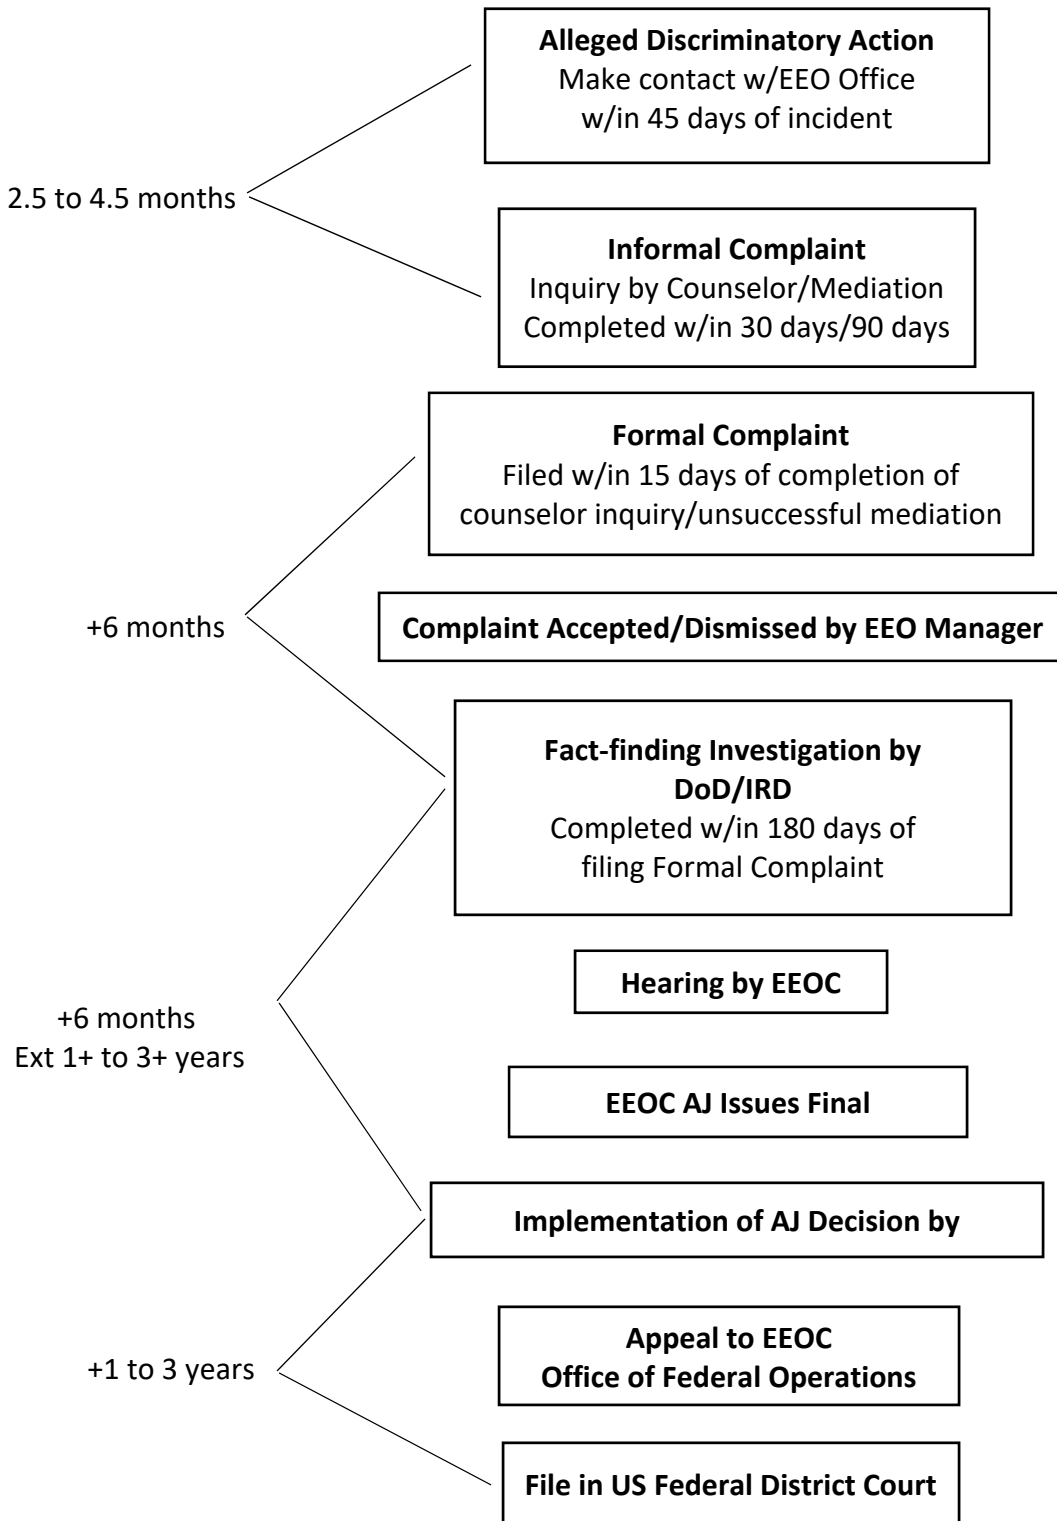 Alleged Discriminatory Action
Make contact w/EEO Office
w/in 45 days of incident
2.5 to 4.5 months
Informal Complaint
Inquiry by Counselor/Mediation
Completed w/in 30 days/90 days
Formal Complaint
Filed w/in 15 days of completion of
counselor inquiry/unsuccessful mediation
+6 months
Complaint Accepted/Dismissed by EEO Manager
Fact-finding Investigation by
DoD/IRD
Completed w/in 180 days of
filing Formal Complaint
Hearing by EEOC
+6 months
Ext 1+ to 3+ years
EEOC AJ Issues Final
Implementation of AJ Decision by
Appeal to EEOC
Office of Federal Operations
+1 to 3 years
File in US Federal District Court